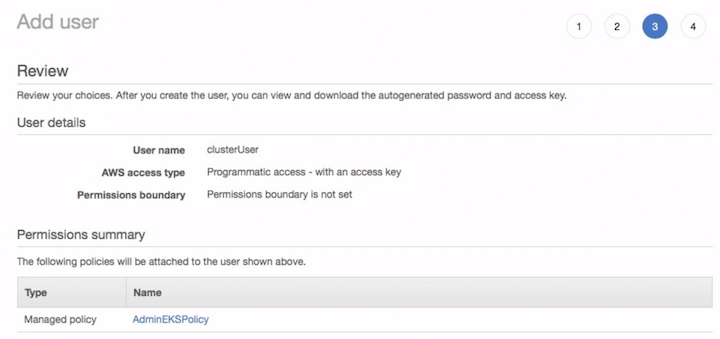 Add user
1 2 3 4
Review
Review your choices. After you create the user, you can view and download the autogenerated password and access key.
User details
User name clusterUser
AWS access type Programmatic access - with an access key
Permissions boundary Permissions boundary is not set
Permissions summary
The following policies will be attached to the user shown above.
Type Name
Managed policy AdminEKSPolicy